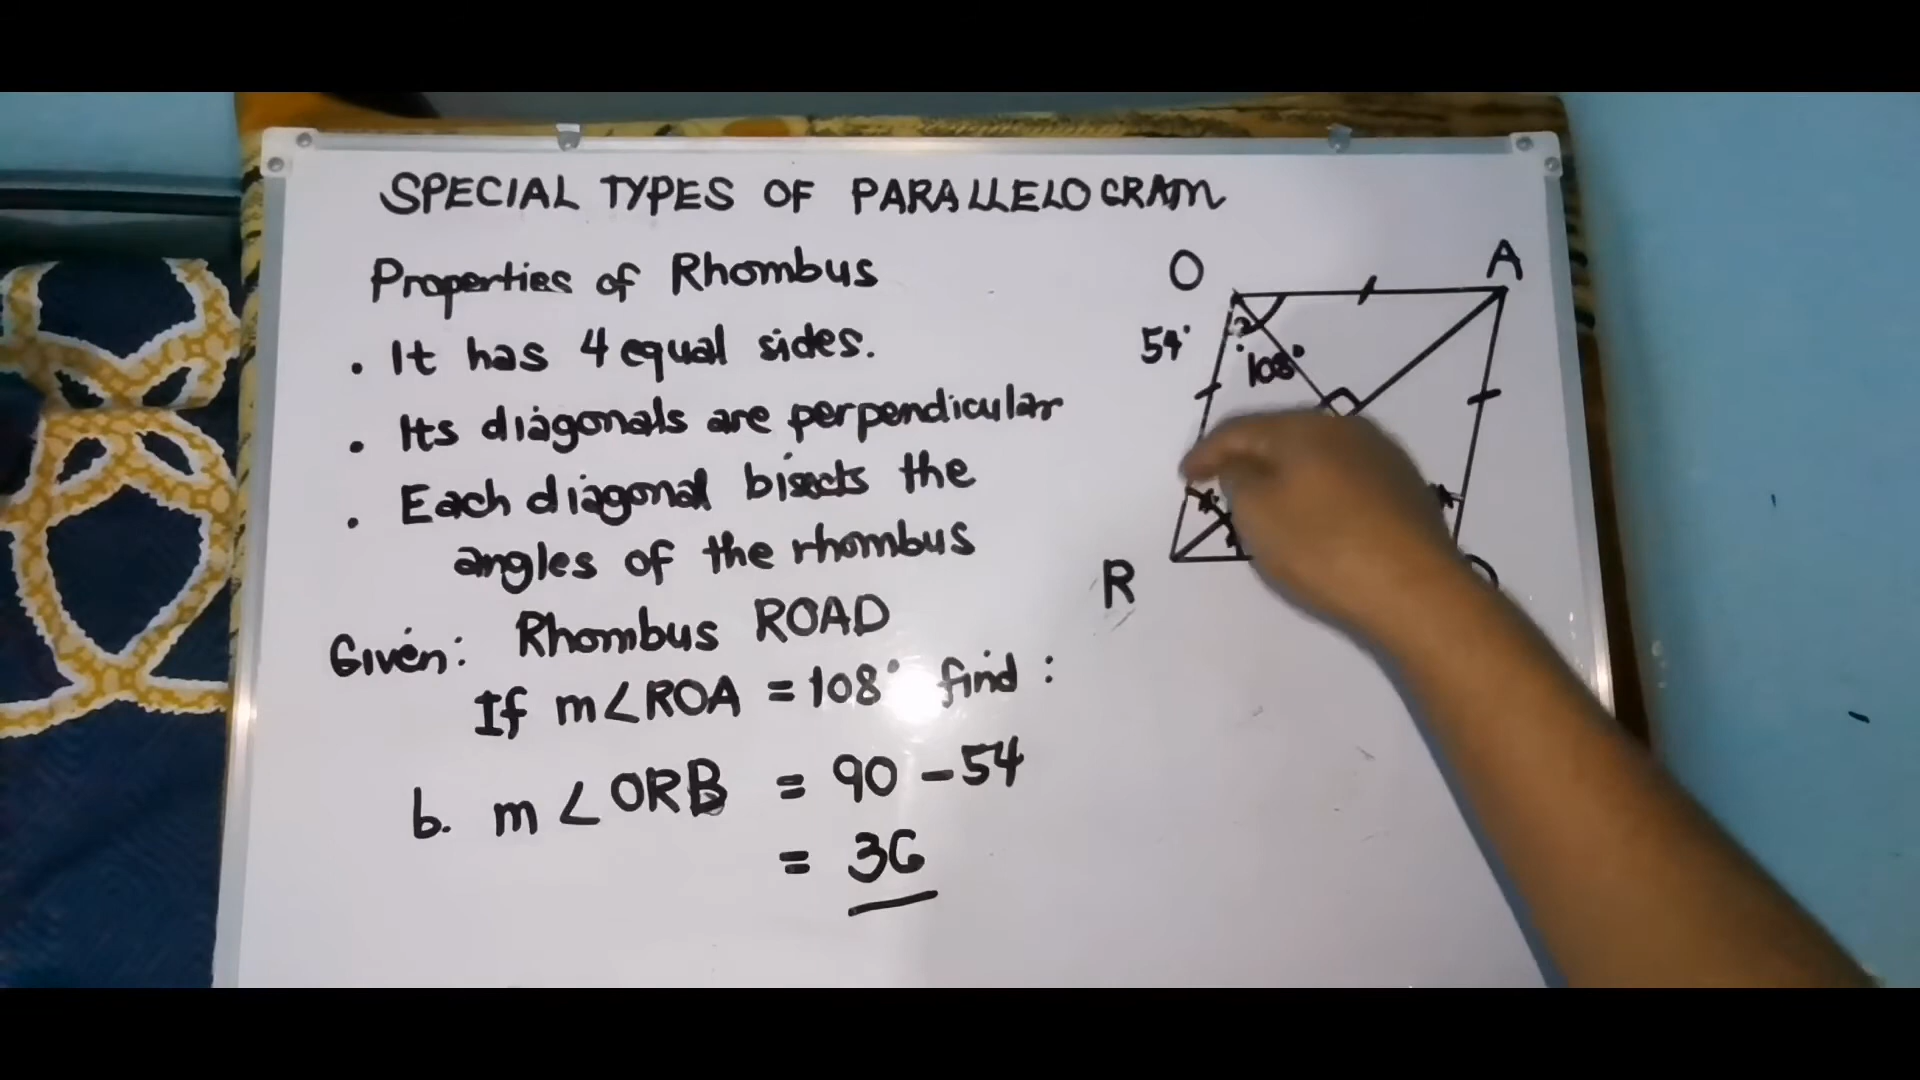 SPECIAL TYPES OF PARALLELOGRAM
Properties of Rhombus
. It has 4 equal sides.
. Its diagonals are perpendicular
. Each diagonal bisects the
angles of the rhombus
Given: Rhombus ROAD
If m∠ROA = 108° find :
b. m∠ORB = 90 - 54
= 36
O
A
54°
108°
R